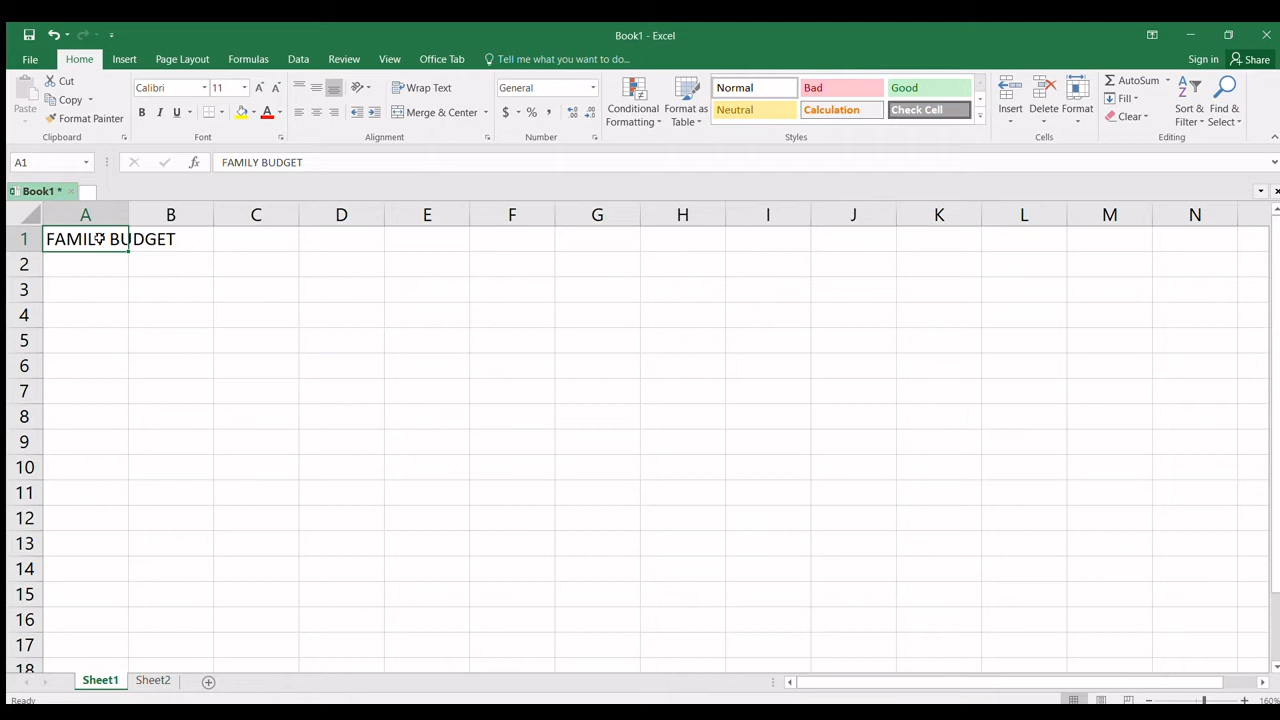 Book1 - Excel
File Home Insert Page Layout Formulas Data Review View Office Tab Tell me what you want to do... Sign in Share
Paste Cut Copy Format Painter Clipboard
Calibri 11 B I U Font
Wrap Text Merge & Center Alignment
General $ % Number
Conditional Formatting Format as Table
Normal Bad Good
Neutral Calculation Check Cell
Styles
Insert Delete Format Cells
AutoSum Fill Clear Sort & Filter Find & Select Editing
A1 fx FAMILY BUDGET
Book1 *
A B C D E F G H I J K L M N
1 FAMILY BUDGET
2
3
4
5
6
7
8
9
10
11
12
13
14
15
16
17
18
Sheet1 Sheet2
Ready 160%